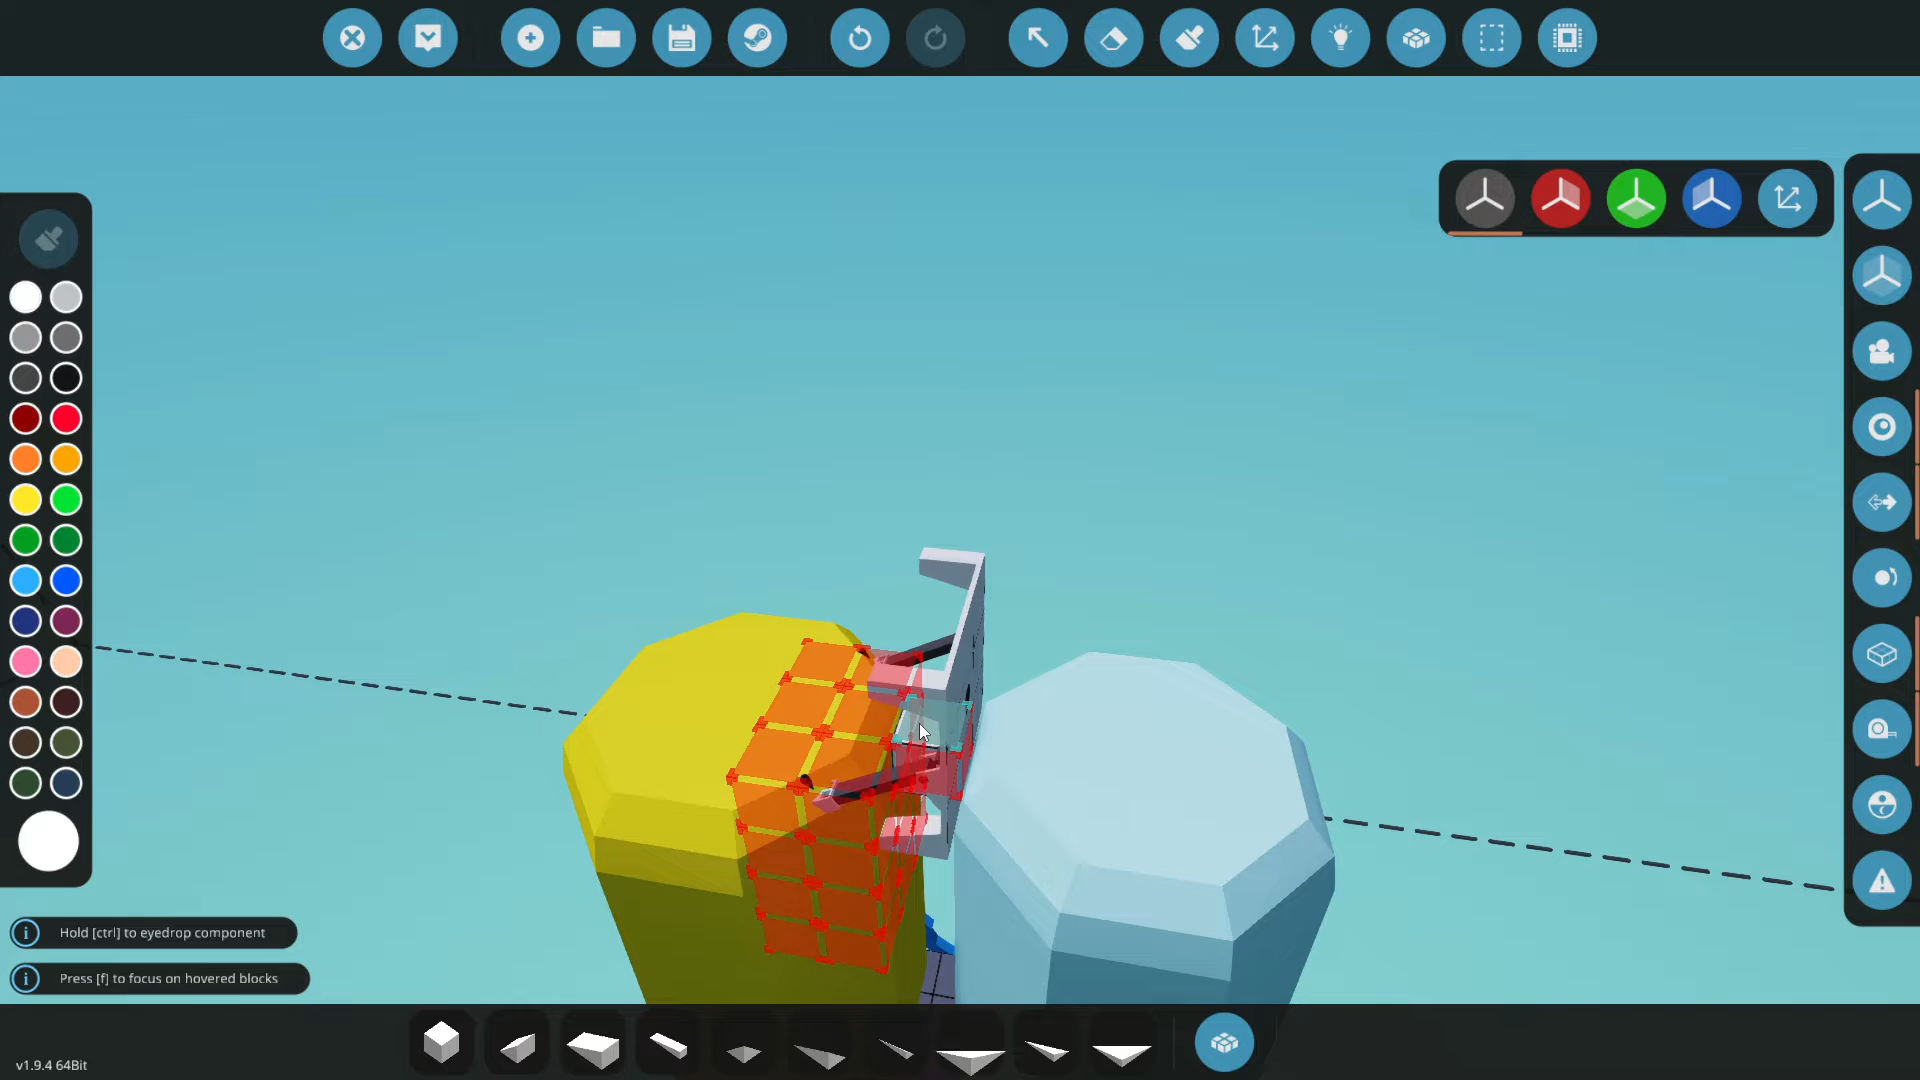 Hold [ctrl] to eyedrop component
Press [f] to focus on hovered blocks
v1.9.4 64Bit